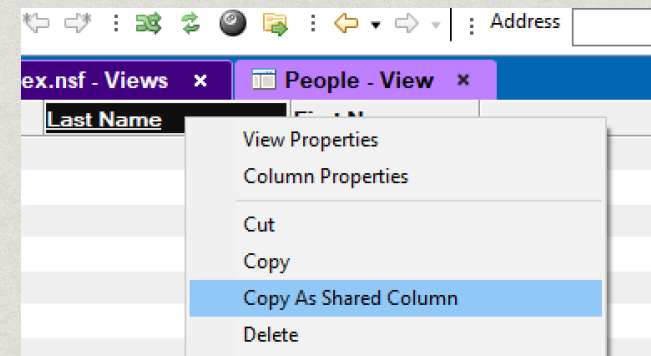 Address
ex.nsf - Views ×
People - View ×
Last Name
View Properties
Column Properties
Cut
Copy
Copy As Shared Column
Delete